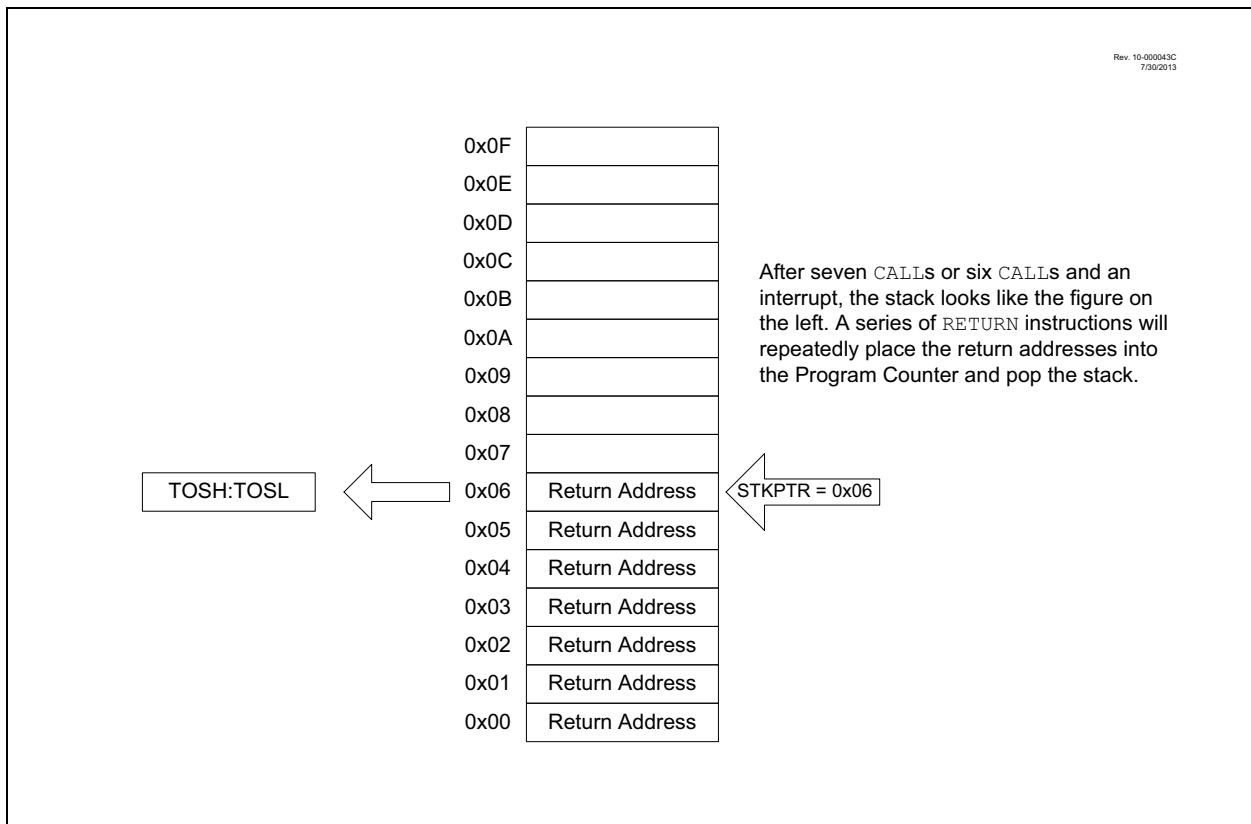 Rev. 10-000043C
7/30/2013
0x0F
0x0E
0x0D
0x0C
0x0B
0x0A
0x09
0x08
0x07
After seven CALLs or six CALLs and an
interrupt, the stack looks like the figure on
the left. A series of RETURN instructions will
repeatedly place the return addresses into
the Program Counter and pop the stack.
TOSH:TOSL
0x06 Return Address
STKPTR = 0x06
0x05 Return Address
0x04 Return Address
0x03 Return Address
0x02 Return Address
0x01 Return Address
0x00 Return Address